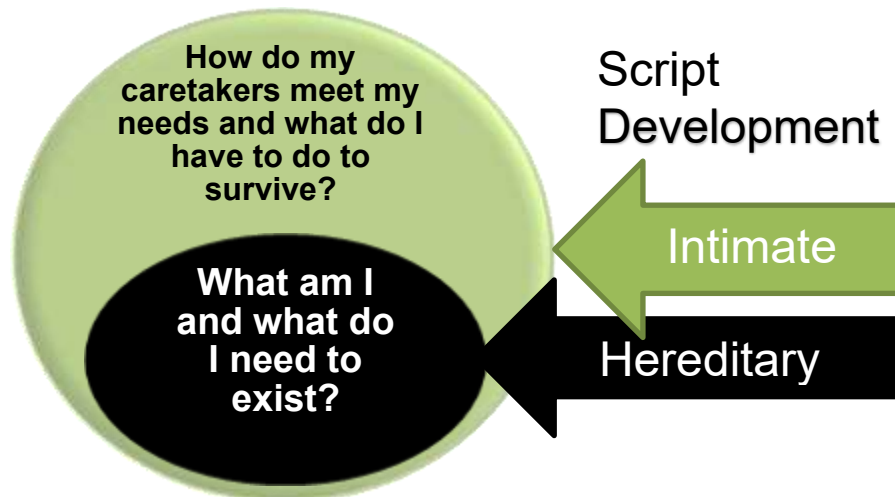 How do my
caretakers meet my
needs and what do I
have to do to
survive?
Script
Development
Intimate
What am I
and what do
I need to
exist?
Hereditary